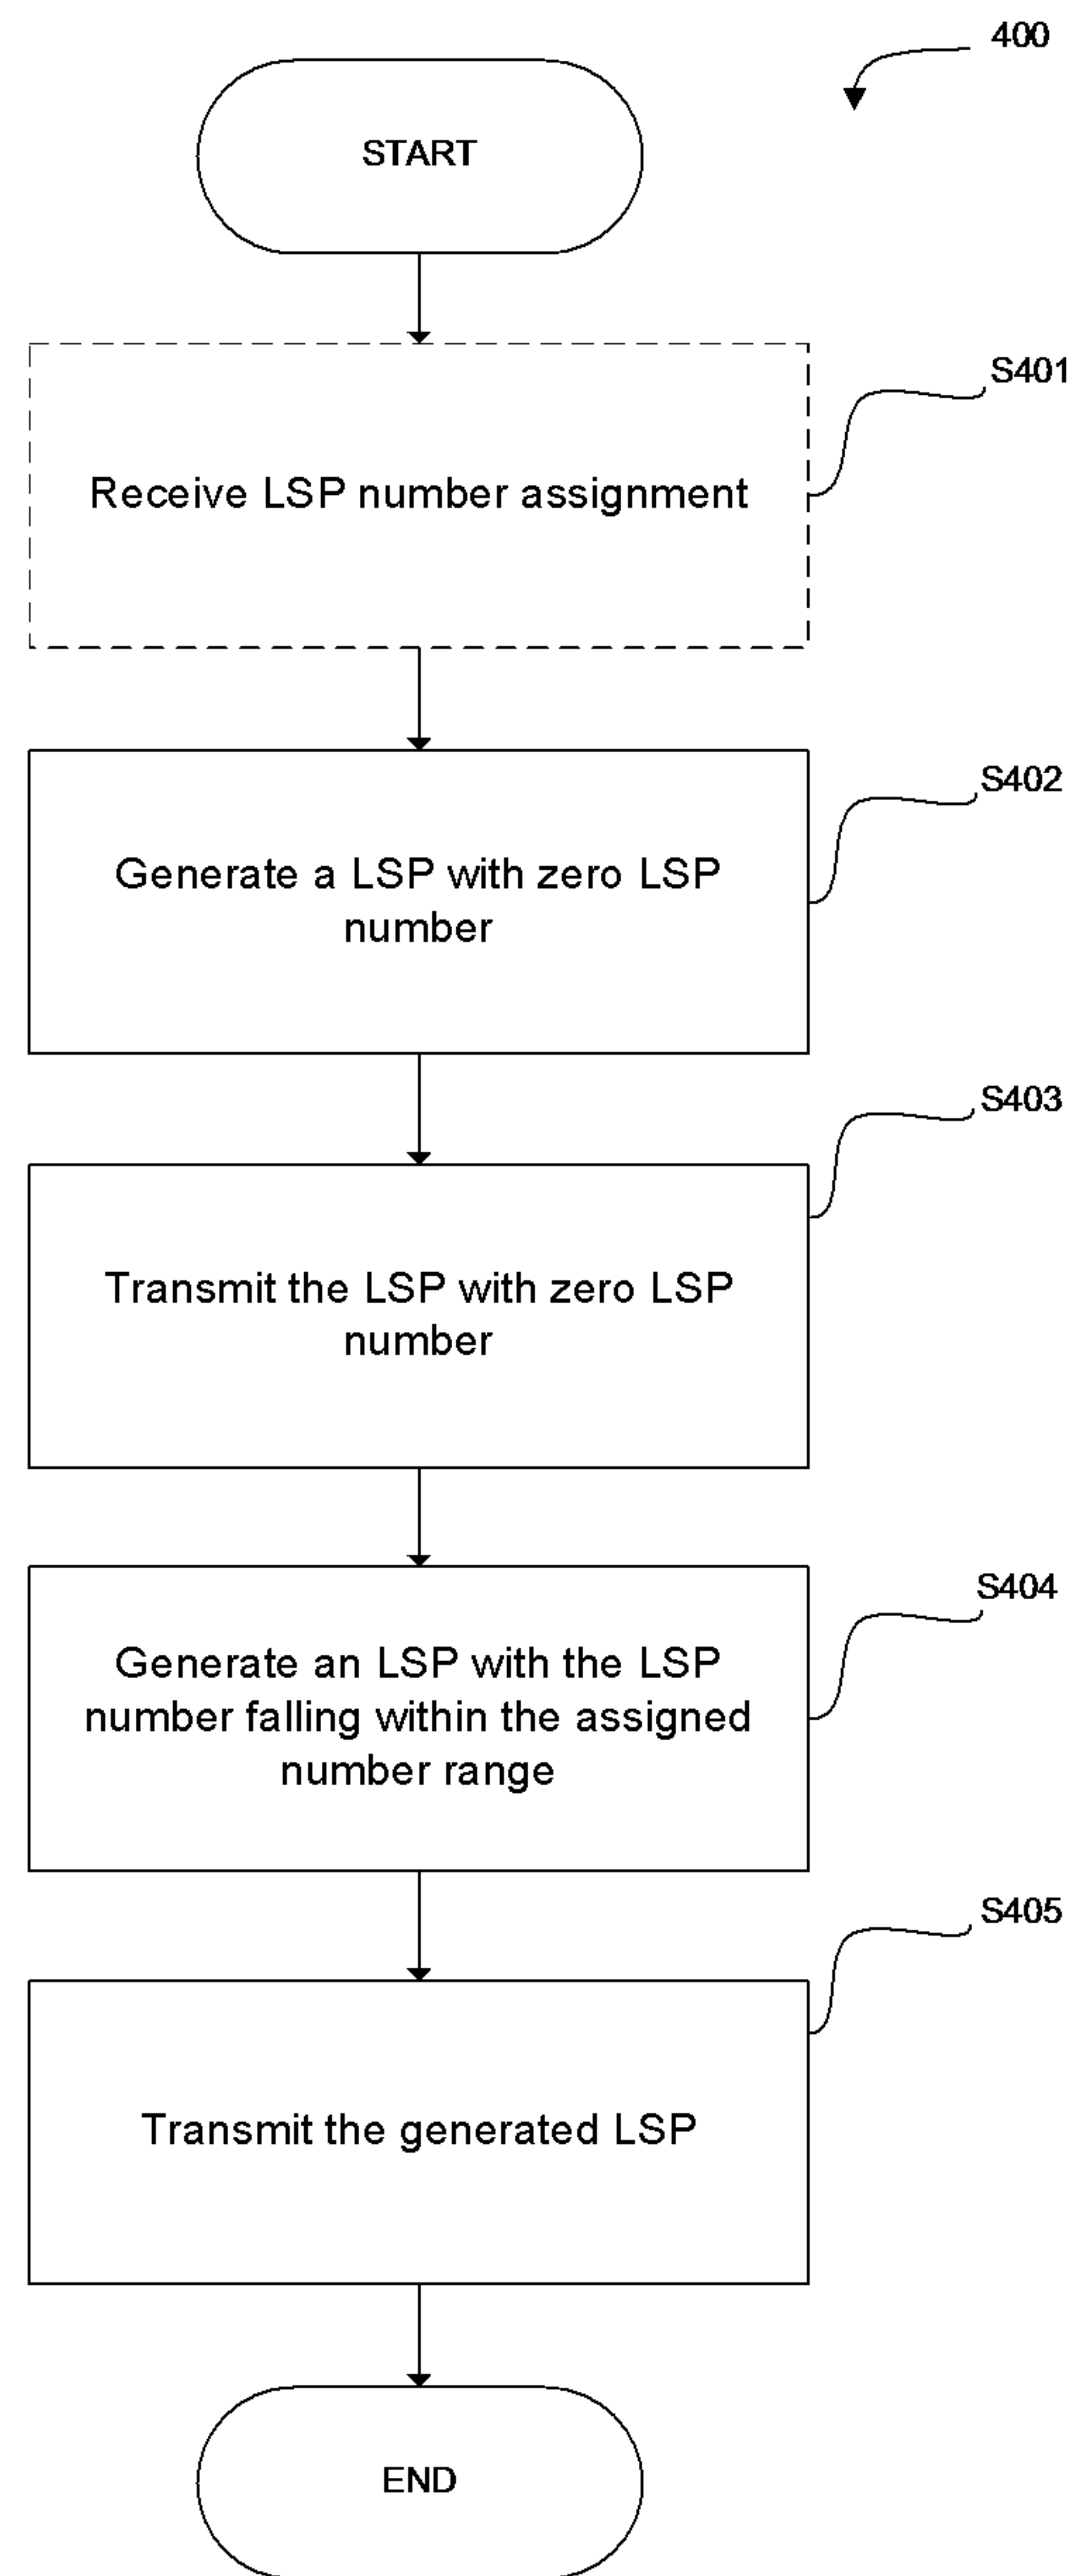 400
START
S401
Receive LSP number assignment
S402
Generate a LSP with zero LSP
number
S403
Transmit the LSP with zero LSP
number
S404
Generate an LSP with the LSP
number falling within the assigned
number range
S405
Transmit the generated LSP
END